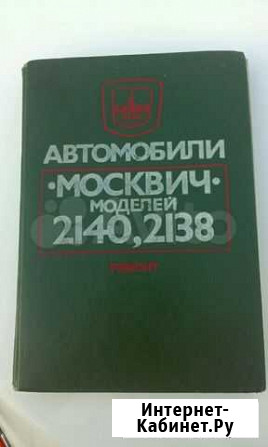 АВТОМОБИЛИ
·МОСКВИЧ·
МОДЕЛЕЙ
2140, 2138
РЕМОНТ
Интернет-
Кабинет.Ру